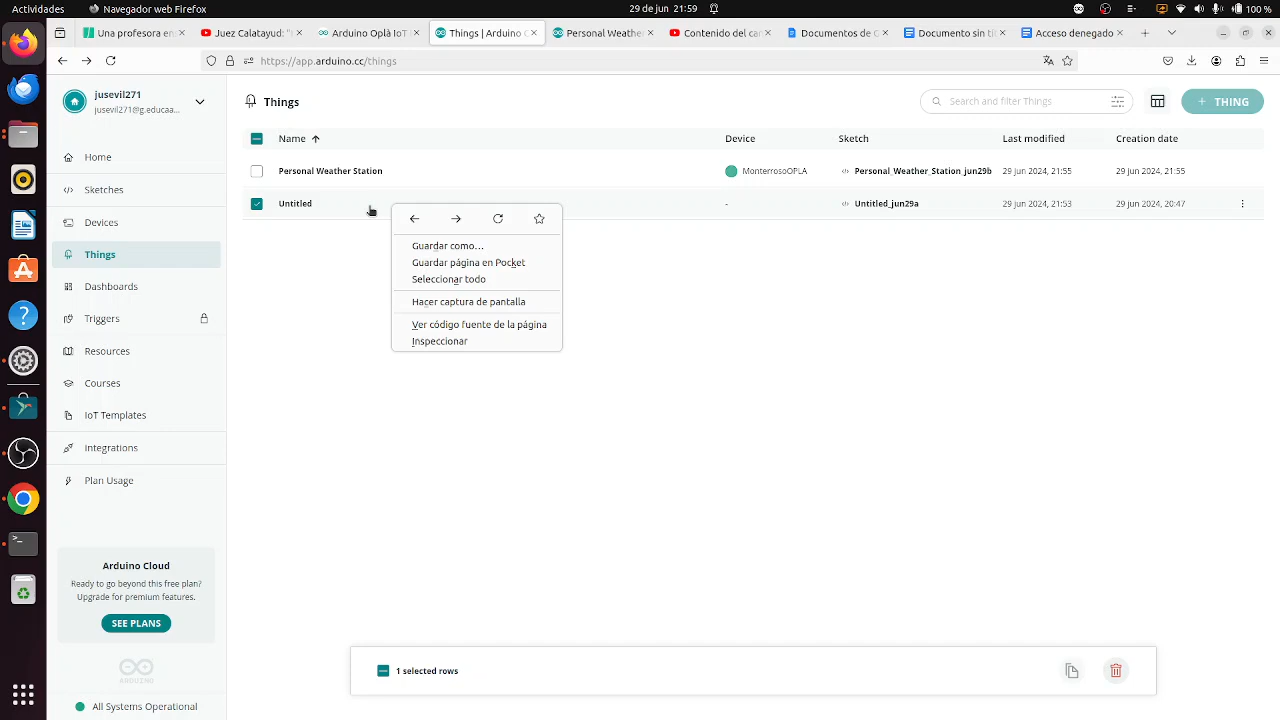 Actividades
Navegador web Firefox
29 de jun 21:59
100 %
Una profesora en
Juez Calatayud: "
Arduino Oplà IoT
Things | Arduino C
Personal Weathe
Contenido del car
Documentos de C
Documento sin tí
Acceso denegado
https://app.arduino.cc/things
jusevil271
jusevil271@g.educaa...
Home
Sketches
Devices
Things
Dashboards
Triggers
Resources
Courses
IoT Templates
Integrations
Plan Usage
Arduino Cloud
Ready to go beyond this free plan?
Upgrade for premium features.
SEE PLANS
ARDUINO
All Systems Operational
Things
Search and filter Things
+ THING
Name Device Sketch Last modified Creation date
Personal Weather Station MonterrosoOPLA Personal_Weather_Station_jun29b 29 jun 2024, 21:55 29 jun 2024, 21:55
Untitled - Untitled_jun29a 29 jun 2024, 21:53 29 jun 2024, 20:47
Guardar como...
Guardar página en Pocket
Seleccionar todo
Hacer captura de pantalla
Ver código fuente de la página
Inspeccionar
1 selected rows